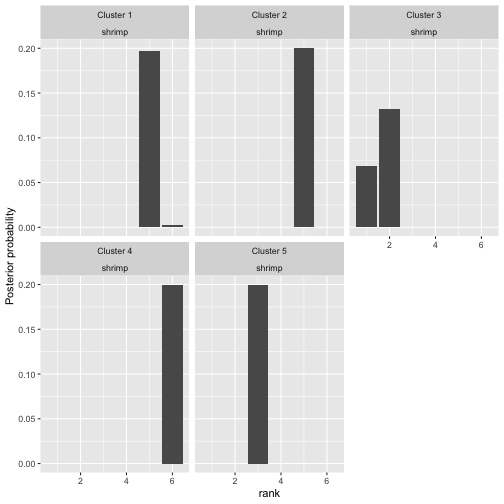 Cluster 1
Cluster 2
Cluster 3
shrimp
shrimp
shrimp
0.20
0.15
0.10
0.05
0.00
2
4
6
Cluster 4
Cluster 5
shrimp
shrimp
0.20
0.15
0.10
0.05
0.00
2
4
6
2
4
6
rank
Posterior probability